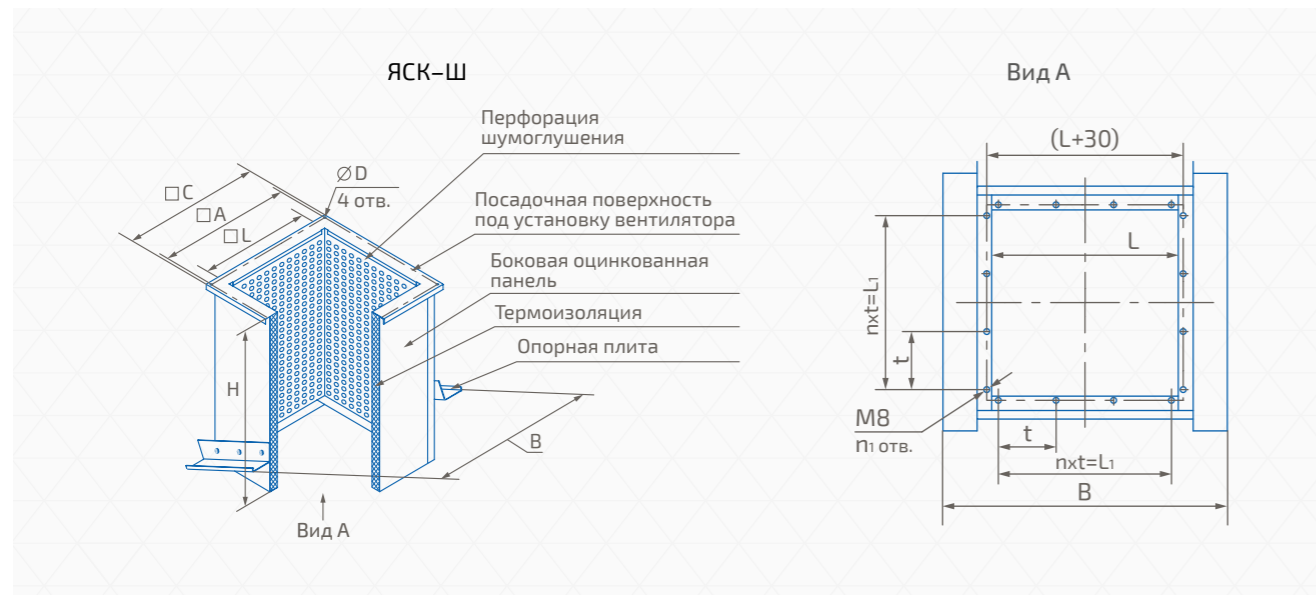 ЯСК–Ш
Вид А
Перфорация
шумоглушения
⌀D
4 отв.
□C
□A
□L
Посадочная поверхность
под установку вентилятора
Боковая оцинкованная
панель
Термоизоляция
Опорная плита
H
B
Вид А
(L+30)
L
nxt=L1
t
M8
n1 отв.
t
nxt=L1
B